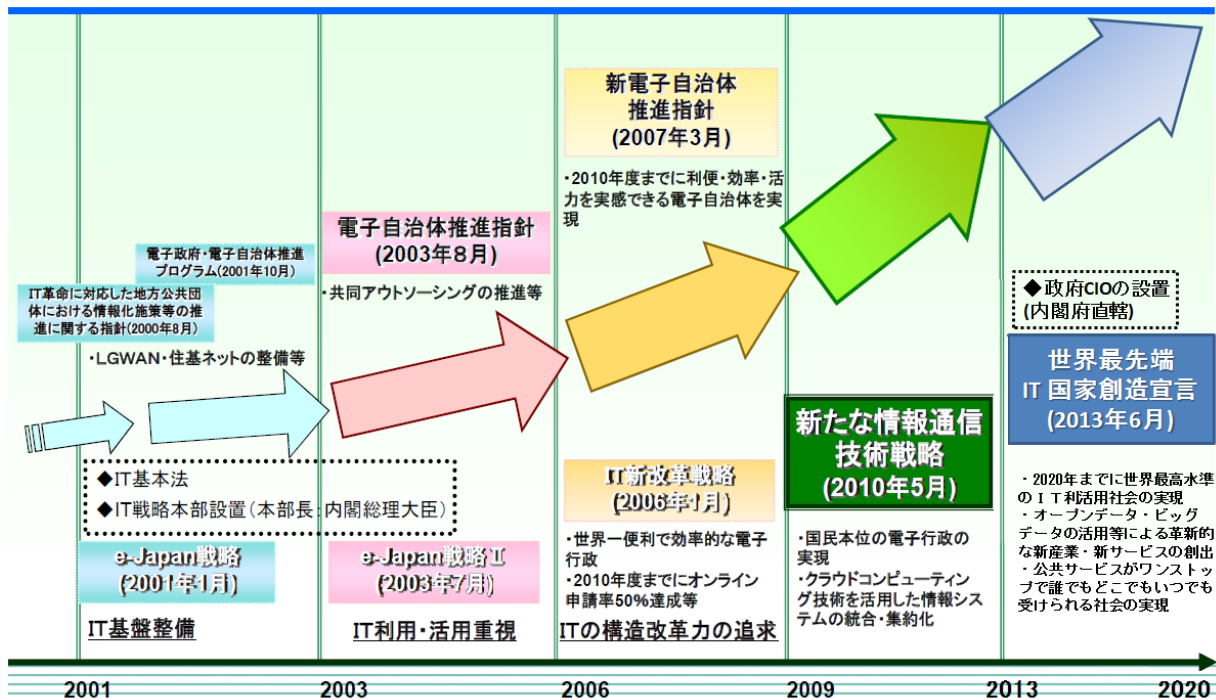 新電子自治体
推進指針
(2007年3月)
・2010年度までに利便・効率・活
力を実感できる電子自治体を実
現
電子自治体推進指針
(2003年8月)
・共同アウトソーシングの推進等
電子政府・電子自治体推進
プログラム(2001年10月)
IT革命に対応した地方公共団
体における情報化施策等の推
進に関する指針(2000年8月)
・LGWAN・住基ネットの整備等
◆政府CIOの設置
(内閣府直轄)
世界最先端
IT 国家創造宣言
(2013年6月)
・2020年までに世界最高水準
のIT利活用社会の実現
・オープンデータ・ビッグ
データの活用等による革新的
な新産業・新サービスの創出
・公共サービスがワンストッ
プで誰でもどこでもいつでも
受けられる社会の実現
新たな情報通信
技術戦略
(2010年5月)
・国民本位の電子行政の
実現
・クラウドコンピューティン
グ技術を活用した情報シス
テムの統合・集約化
IT新改革戦略
(2006年1月)
・世界一便利で効率的な電子
行政
・2010年度までにオンライン
申請率50%達成等
◆IT基本法
◆IT戦略本部設置(本部長:内閣総理大臣)
e-Japan戦略
(2001年1月)
e-Japan戦略Ⅱ
(2003年7月)
IT基盤整備
IT利用・活用重視
ITの構造改革力の追求
2001
2003
2006
2009
2013
2020